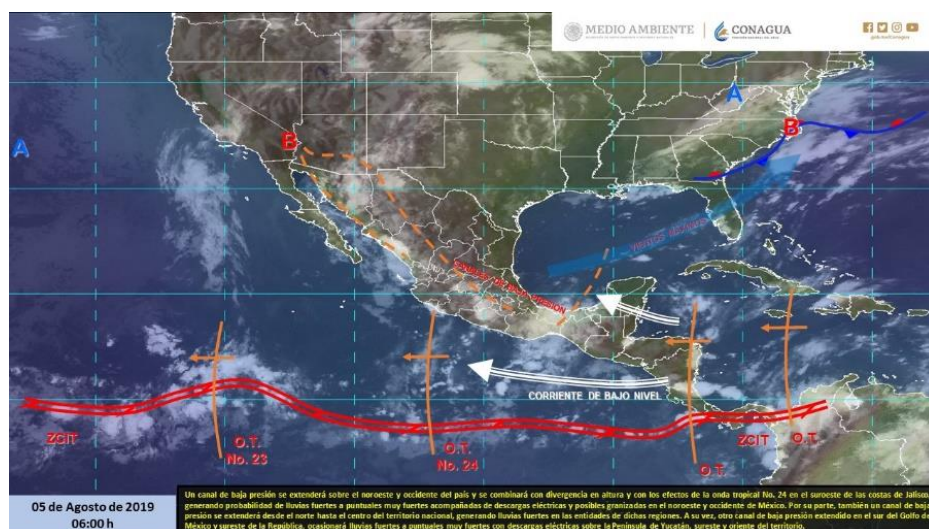 MEDIO AMBIENTE
CONAGUA
A
B
A
B
CANALES DE BAJA PRESIÓN
CORRIENTE DE BAJO NIVEL
ZCIT
O.T.
No. 23
O.T.
No. 24
O.T.
ZCIT
O.T.
05 de Agosto de 2019
06:00 h
Un canal de baja presión se extenderá sobre el noroeste y occidente del país y se combinará con divergencia en altura y con los efectos de la onda tropical No. 24 en el suroeste de las costas de Jalisco,
generando probabilidad de lluvias fuertes a puntuales muy fuertes acompañadas de descargas eléctricas y posibles granizadas en el noroeste y occidente de México. Por su parte, también un canal de baja
presión se extenderá desde el norte hasta el centro del territorio nacional, generando lluvias fuertes en las entidades de dichas regiones. A su vez, otro canal de baja presión extendido en el sur del Golfo de
México y sureste de la República, ocasionará lluvias fuertes a puntuales muy fuertes con descargas eléctricas sobre la Península de Yucatán, sureste y oriente del territorio.